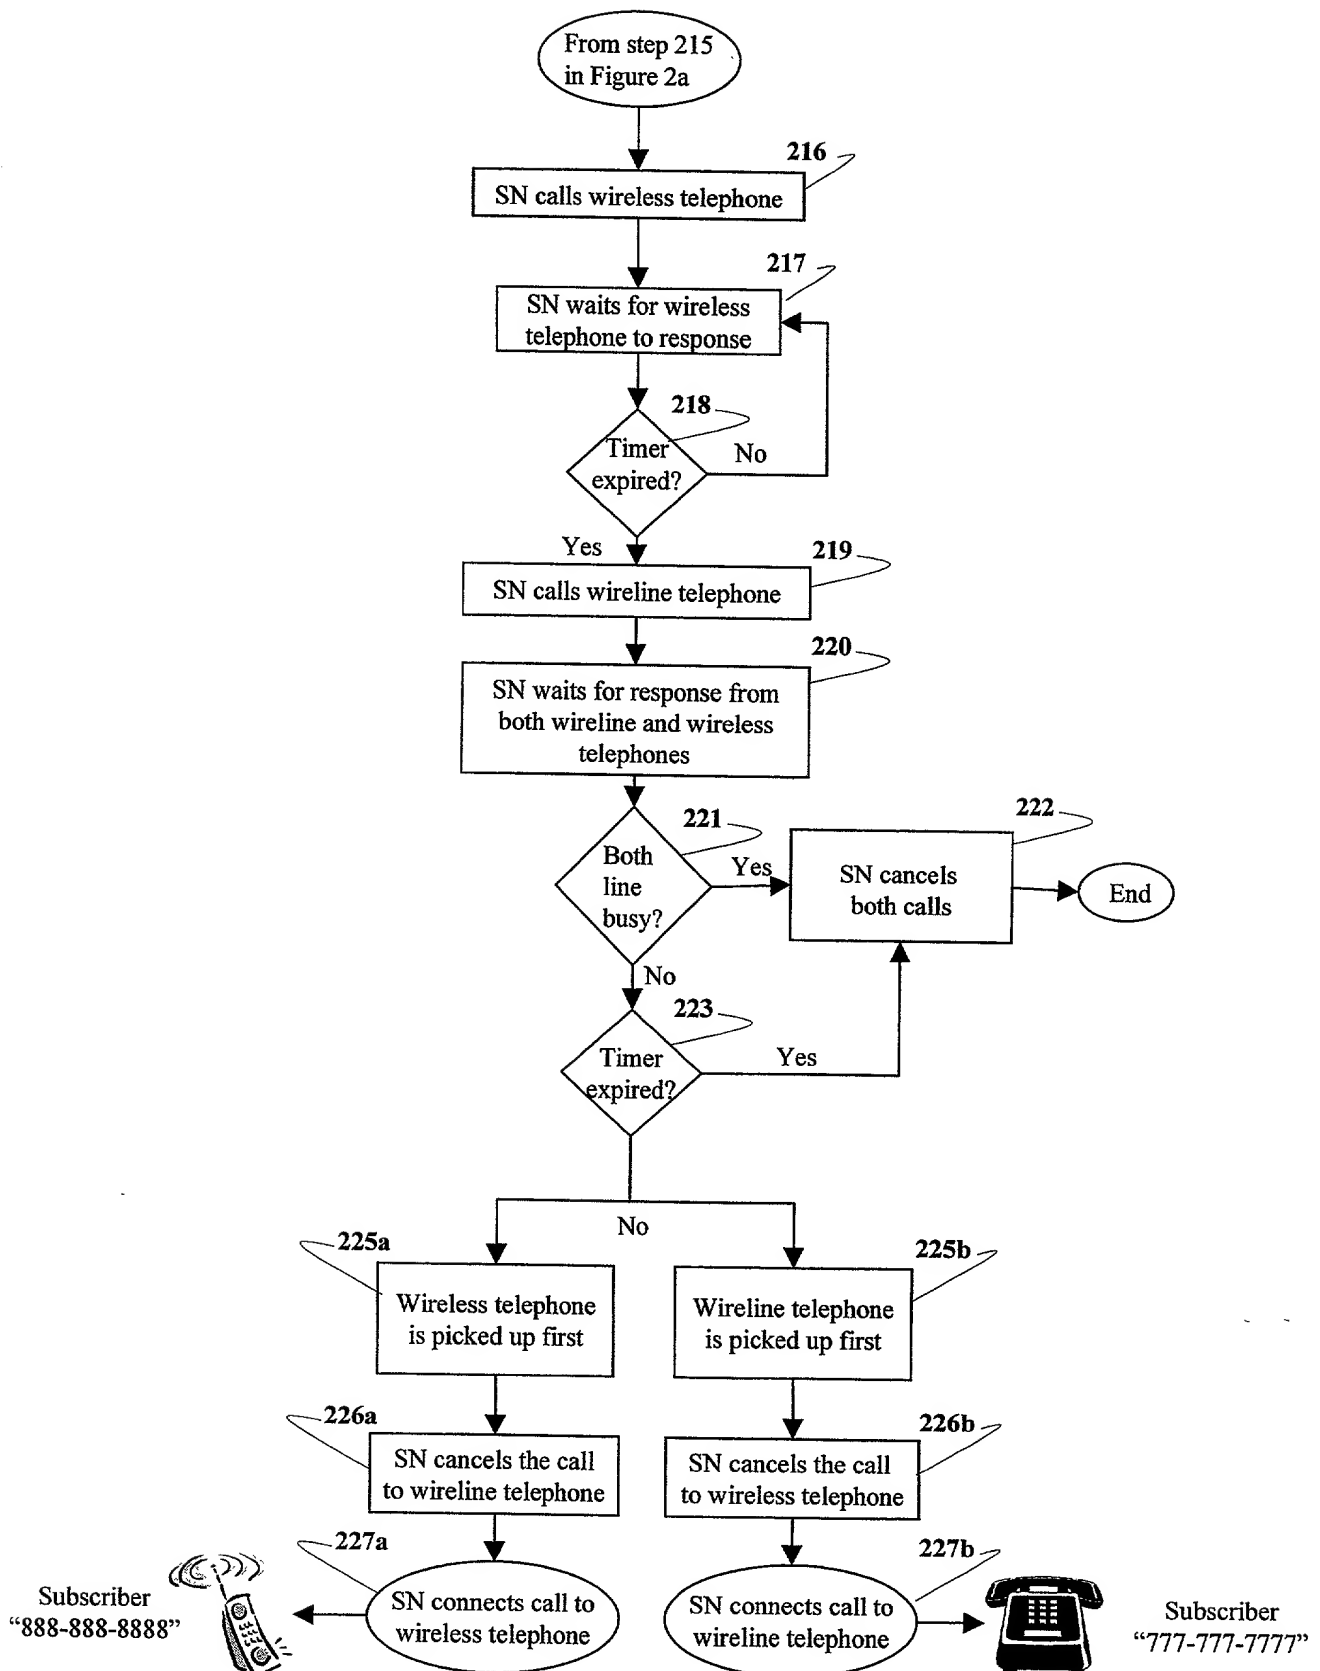 From step 215
in Figure 2a
216
SN calls wireless telephone
217
SN waits for wireless
telephone to response
218
Timer
expired?
No
Yes
219
SN calls wireline telephone
220
SN waits for response from
both wireline and wireless
telephones
221
Both
line
busy?
Yes
222
SN cancels
both calls
End
No
223
Timer
expired?
Yes
No
225a
Wireless telephone
is picked up first
225b
Wireline telephone
is picked up first
226a
SN cancels the call
to wireline telephone
226b
SN cancels the call
to wireless telephone
227a
SN connects call to
wireless telephone
227b
SN connects call to
wireline telephone
Subscriber
“888-888-8888”
Subscriber
“777-777-7777”